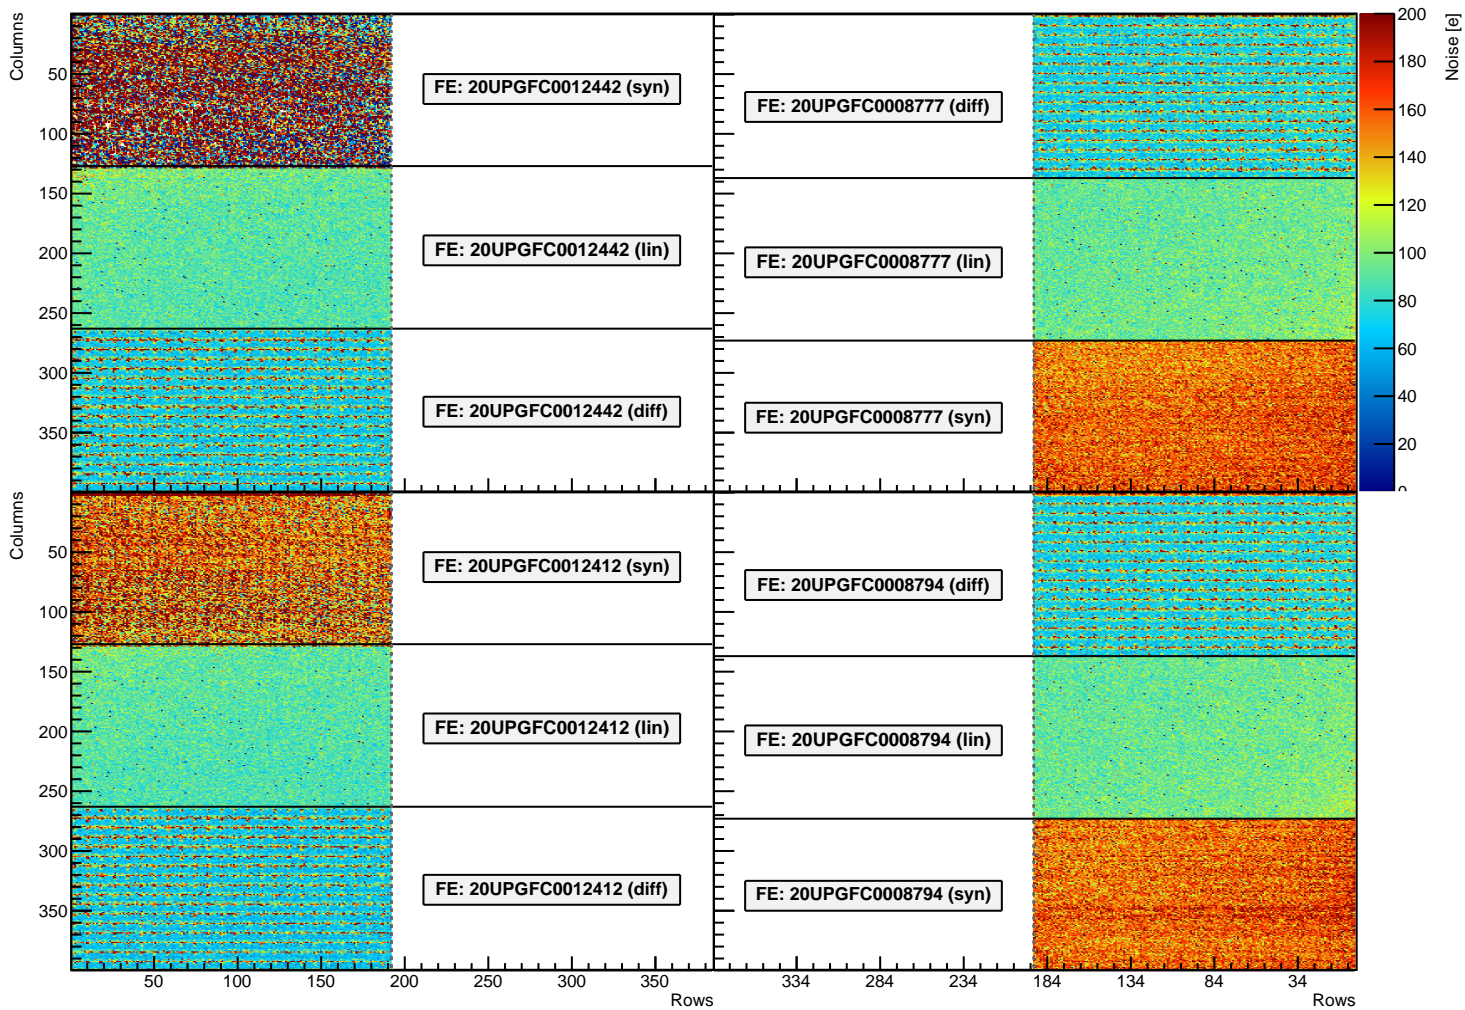 Columns
50
100
150
200
250
300
350
FE: 20UPGFC0012442 (syn)
FE: 20UPGFC0012442 (lin)
FE: 20UPGFC0012442 (diff)
FE: 20UPGFC0008777 (diff)
FE: 20UPGFC0008777 (lin)
FE: 20UPGFC0008777 (syn)
200
180
160
140
120
100
80
60
40
20
0
Noise [e]
Columns
50
100
150
200
250
300
350
FE: 20UPGFC0012412 (syn)
FE: 20UPGFC0012412 (lin)
FE: 20UPGFC0012412 (diff)
50 100 150 200 250 300 350
Rows
FE: 20UPGFC0008794 (diff)
FE: 20UPGFC0008794 (lin)
FE: 20UPGFC0008794 (syn)
334 284 234 184 134 84 34
Rows